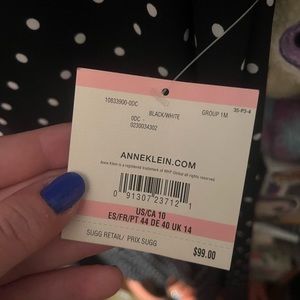 10833900-0DC
BLACK/WHITE
GROUP 1M
35-P3-4
0DC -
0230034302
ANNEKLEIN.COM
Anne Klein is a registered trademark of WHP Global all rights reserved
0 91307 23712 1
US/CA 10
ES/FR/PT 44 DE 40 UK 14
SUGG RETAIL/ PRIX SUGG
$99.00